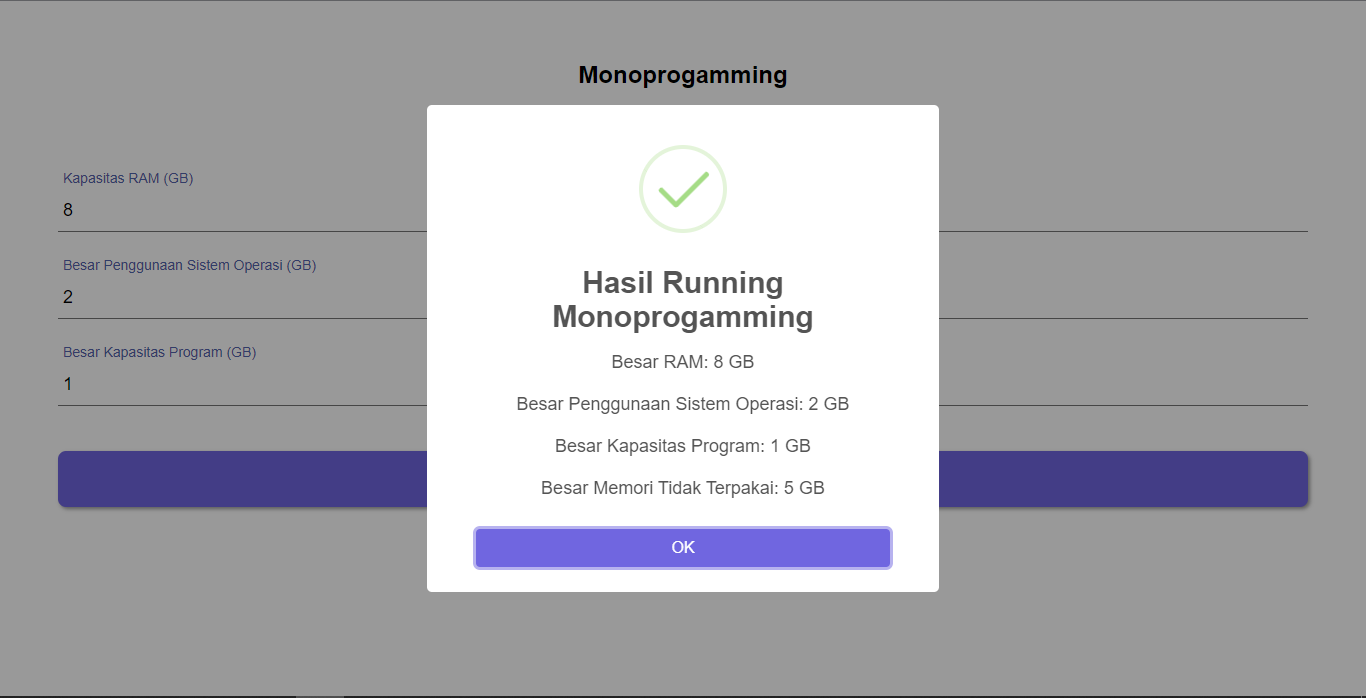 Monoprogamming
Kapasitas RAM (GB)
8
Besar Penggunaan Sistem Operasi (GB)
2
Besar Kapasitas Program (GB)
1
Hasil Running
Monoprogamming
Besar RAM: 8 GB
Besar Penggunaan Sistem Operasi: 2 GB
Besar Kapasitas Program: 1 GB
Besar Memori Tidak Terpakai: 5 GB
OK